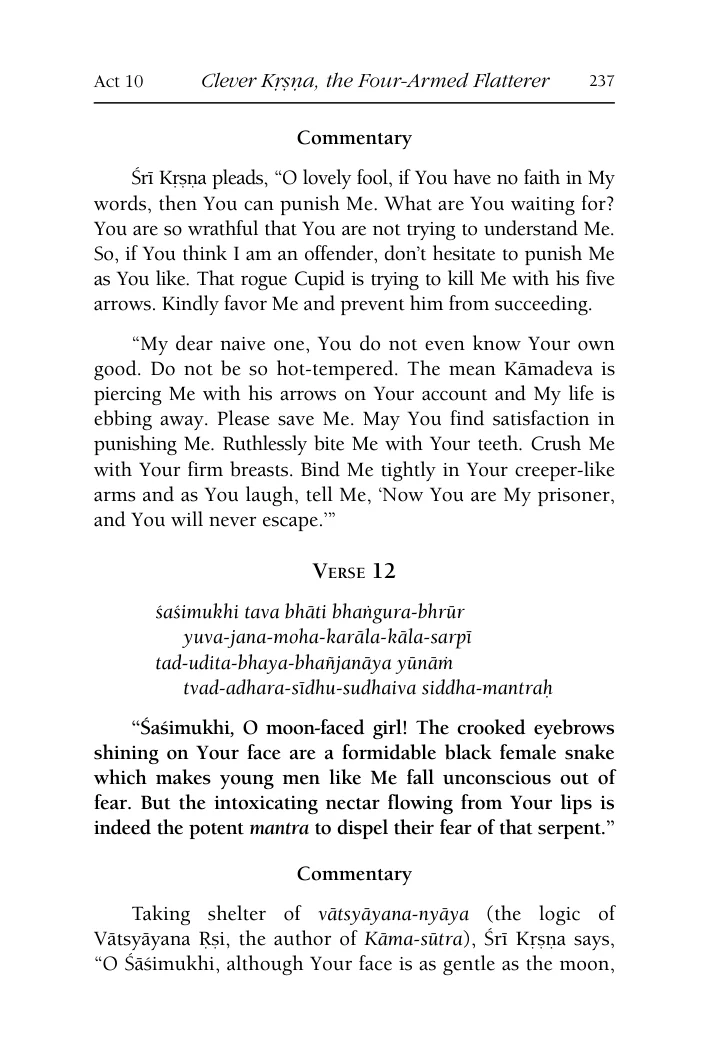 Act 10 Clever Kṛṣṇa, the Four-Armed Flatterer 237
Commentary
Śrī Kṛṣṇa pleads, “O lovely fool, if You have no faith in My
words, then You can punish Me. What are You waiting for?
You are so wrathful that You are not trying to understand Me.
So, if You think I am an offender, don’t hesitate to punish Me
as You like. That rogue Cupid is trying to kill Me with his five
arrows. Kindly favor Me and prevent him from succeeding.
“My dear naive one, You do not even know Your own
good. Do not be so hot-tempered. The mean Kāmadeva is
piercing Me with his arrows on Your account and My life is
ebbing away. Please save Me. May You find satisfaction in
punishing Me. Ruthlessly bite Me with Your teeth. Crush Me
with Your firm breasts. Bind Me tightly in Your creeper-like
arms and as You laugh, tell Me, ‘Now You are My prisoner,
and You will never escape.’”
Verse 12
śaśimukhi tava bhāti bhaṅgura-bhrūr
yuva-jana-moha-karāla-kāla-sarpī
tad-udita-bhaya-bhañjanāya yūnāṁ
tvad-adhara-sīdhu-sudhaiva siddha-mantraḥ
“Śaśimukhi, O moon-faced girl! The crooked eyebrows
shining on Your face are a formidable black female snake
which makes young men like Me fall unconscious out of
fear. But the intoxicating nectar flowing from Your lips is
indeed the potent mantra to dispel their fear of that serpent.”
Commentary
Taking shelter of vātsyāyana-nyāya (the logic of
Vātsyāyana Ṛṣi, the author of Kāma-sūtra), Śrī Kṛṣṇa says,
“O Śāśimukhi, although Your face is as gentle as the moon,